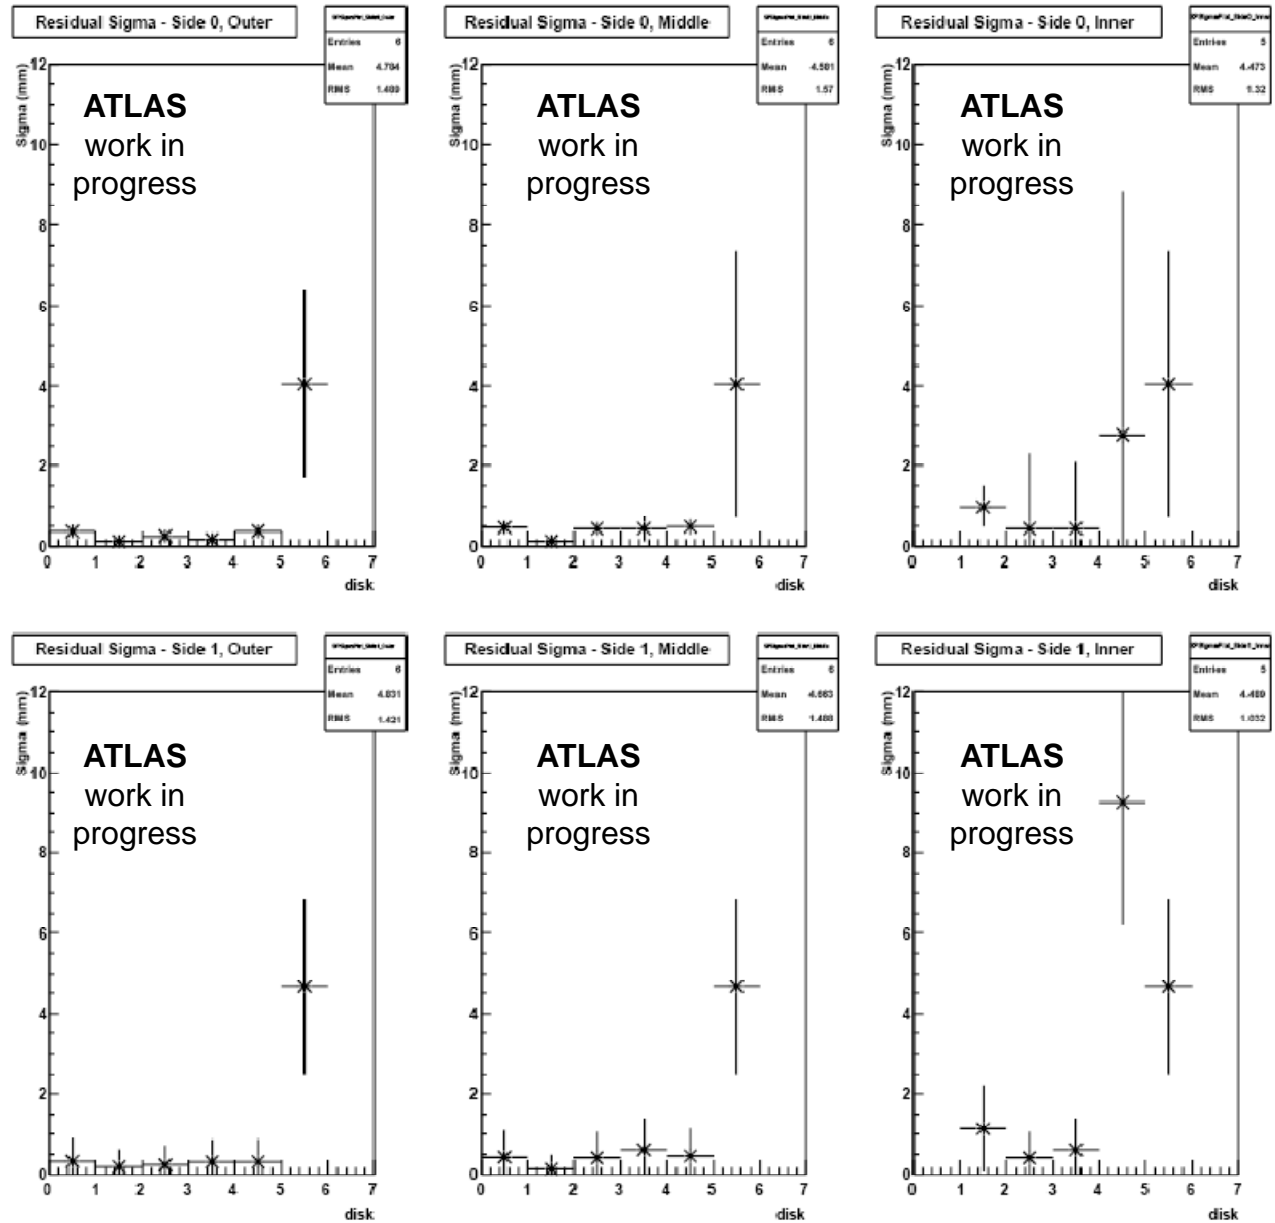 Residual Sigma - Side 0, Outer
Entries 6
Mean 4.784
RMS 1.489
Sigma (mm)
ATLAS
work in
progress
12
10
8
6
4
2
0
0 1 2 3 4 5 6 7
disk
Residual Sigma - Side 0, Middle
Entries 6
Mean 4.501
RMS 1.57
Sigma (mm)
ATLAS
work in
progress
12
10
8
6
4
2
0
0 1 2 3 4 5 6 7
disk
Residual Sigma - Side 0, Inner
Entries 5
Mean 4.473
RMS 1.32
Sigma (mm)
ATLAS
work in
progress
12
10
8
6
4
2
0
0 1 2 3 4 5 6 7
disk
Residual Sigma - Side 1, Outer
Entries 6
Mean 4.831
RMS 1.421
Sigma (mm)
ATLAS
work in
progress
12
10
8
6
4
2
0
0 1 2 3 4 5 6 7
disk
Residual Sigma - Side 1, Middle
Entries 6
Mean 4.663
RMS 1.488
Sigma (mm)
ATLAS
work in
progress
12
10
8
6
4
2
0
0 1 2 3 4 5 6 7
disk
Residual Sigma - Side 1, Inner
Entries 5
Mean 4.489
RMS 1.032
Sigma (mm)
ATLAS
work in
progress
12
10
8
6
4
2
0
0 1 2 3 4 5 6 7
disk